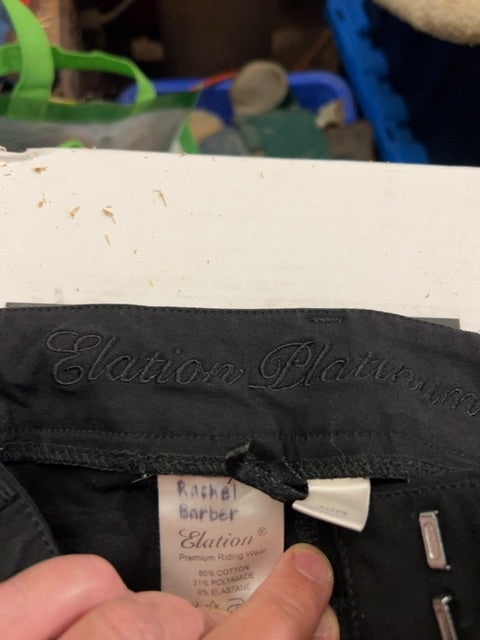 Elation Platinum
Rachel
Barber
Elation®
Premium Riding Wear
60% COTTON
31% POLYAMIDE
9% ELASTANE